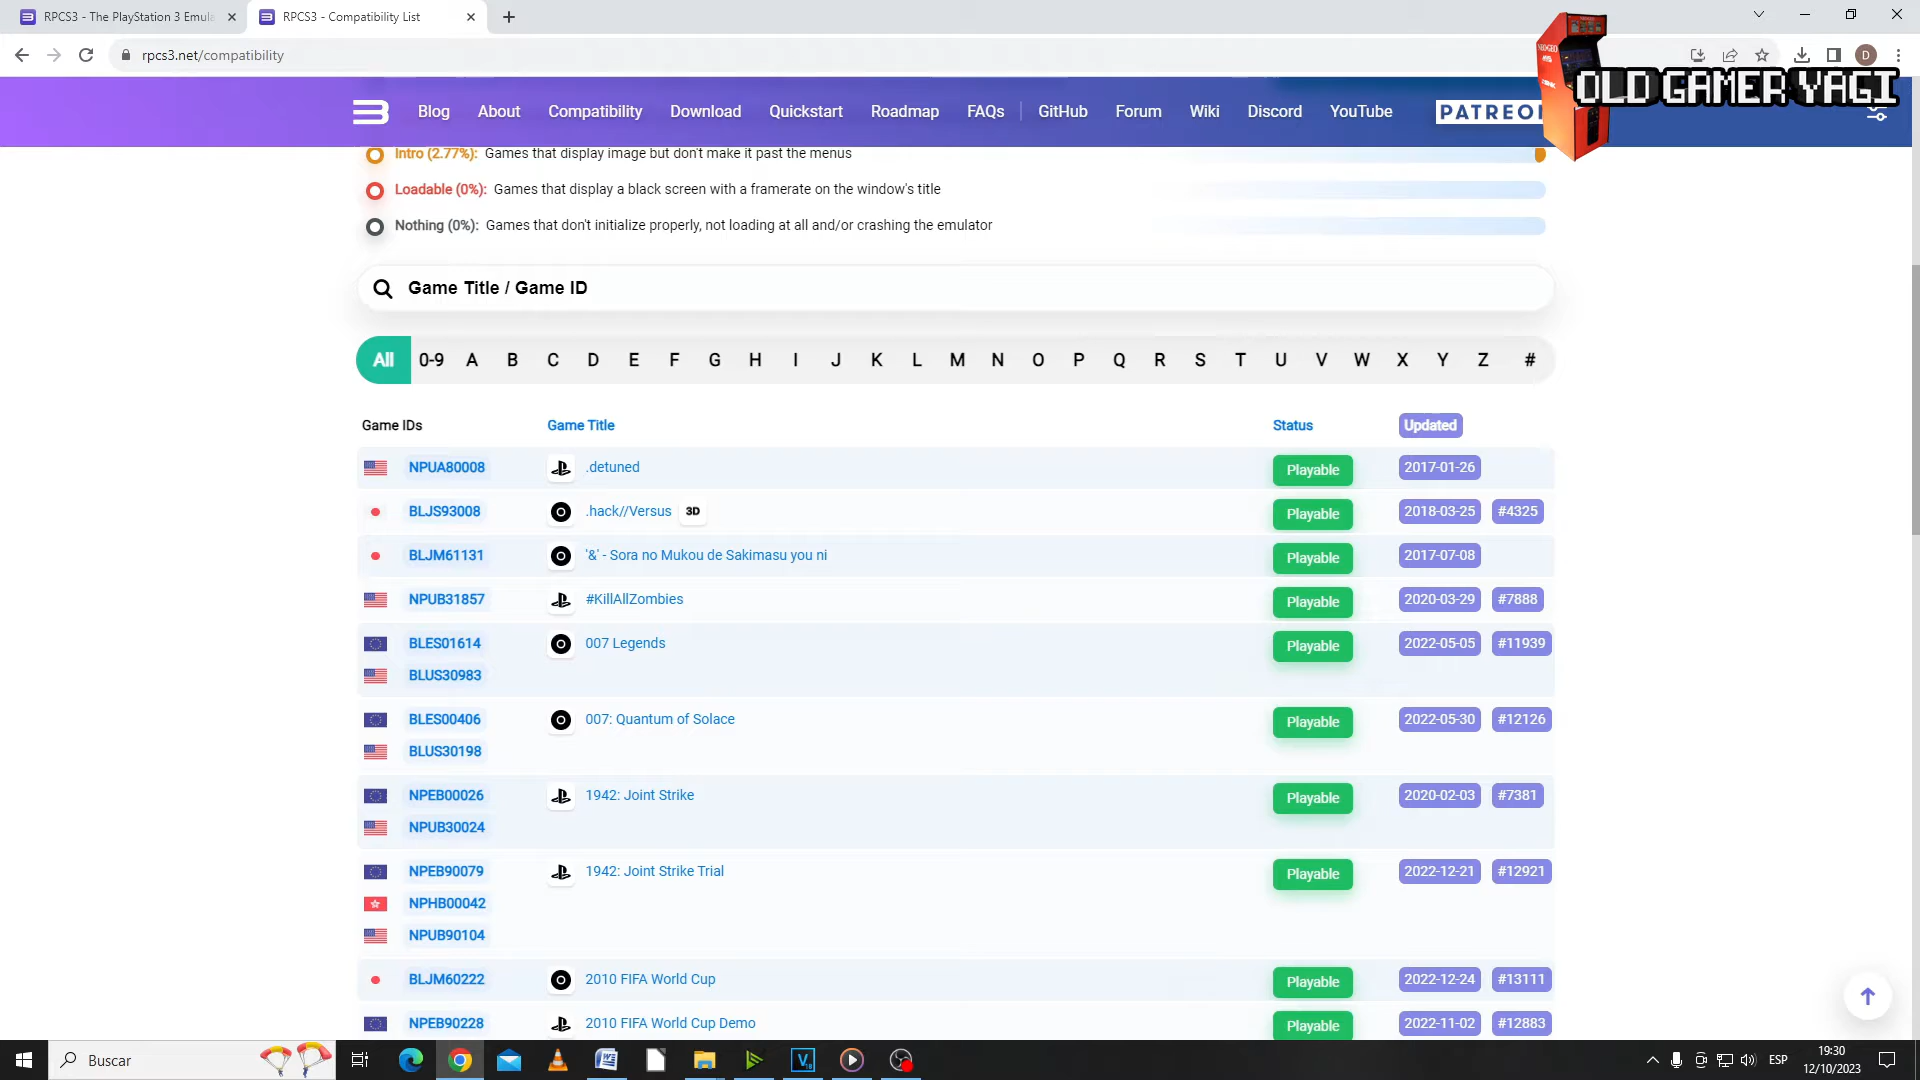 RPCS3 - The PlayStation 3 Emula
RPCS3 - Compatibility List
rpcs3.net/compatibility
D
OLD GAMER YAGI
Blog About Compatibility Download Quickstart Roadmap FAQs GitHub Forum Wiki Discord YouTube PATREO
Intro (2.77%): Games that display image but don't make it past the menus
Loadable (0%): Games that display a black screen with a framerate on the window's title
Nothing (0%): Games that don't initialize properly, not loading at all and/or crashing the emulator
Game Title / Game ID
All 0-9 A B C D E F G H I J K L M N O P Q R S T U V W X Y Z #
Game IDs Game Title Status Updated
NPUA80008 .detuned Playable 2017-01-26
BLJS93008 .hack//Versus 3D Playable 2018-03-25 #4325
BLJM61131 '&' - Sora no Mukou de Sakimasu you ni Playable 2017-07-08
NPUB31857 #KillAllZombies Playable 2020-03-29 #7888
BLES01614 007 Legends Playable 2022-05-05 #11939
BLUS30983
BLES00406 007: Quantum of Solace Playable 2022-05-30 #12126
BLUS30198
NPEB00026 1942: Joint Strike Playable 2020-02-03 #7381
NPUB30024
NPEB90079 1942: Joint Strike Trial Playable 2022-12-21 #12921
NPHB00042
NPUB90104
BLJM60222 2010 FIFA World Cup Playable 2022-12-24 #13111
NPEB90228 2010 FIFA World Cup Demo Playable 2022-11-02 #12883
Buscar
ESP
19:30
12/10/2023